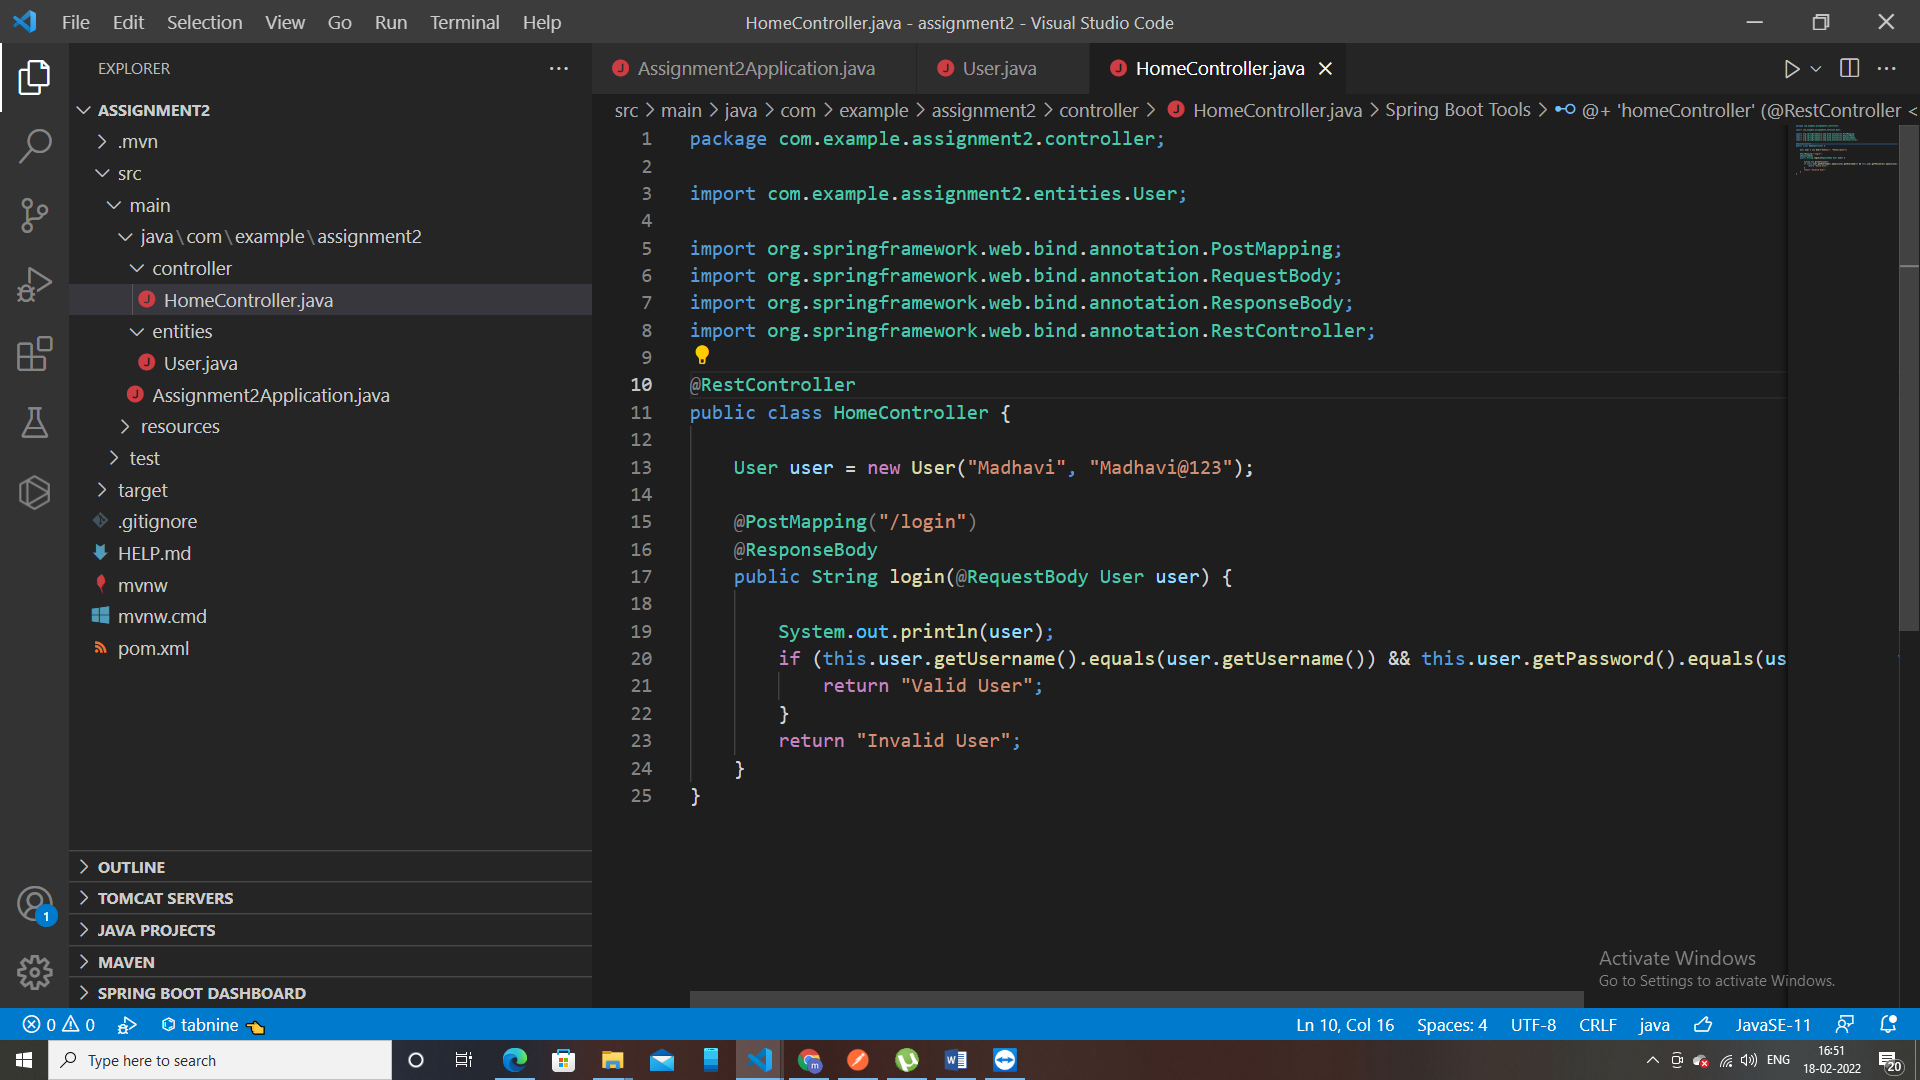 File Edit Selection View Go Run Terminal Help
HomeController.java - assignment2 - Visual Studio Code
EXPLORER
ASSIGNMENT2
.mvn
src
main
java\com\example\assignment2
controller
HomeController.java
entities
User.java
Assignment2Application.java
resources
test
target
.gitignore
HELP.md
mvnw
mvnw.cmd
pom.xml
OUTLINE
TOMCAT SERVERS
JAVA PROJECTS
MAVEN
SPRING BOOT DASHBOARD
1
Assignment2Application.java User.java HomeController.java
src > main > java > com > example > assignment2 > controller > HomeController.java > Spring Boot Tools > @+ 'homeController' (@RestController <
1 package com.example.assignment2.controller;
2
3 import com.example.assignment2.entities.User;
4
5 import org.springframework.web.bind.annotation.PostMapping;
6 import org.springframework.web.bind.annotation.RequestBody;
7 import org.springframework.web.bind.annotation.ResponseBody;
8 import org.springframework.web.bind.annotation.RestController;
9
10 @RestController
11 public class HomeController {
12
13 User user = new User("Madhavi", "Madhavi@123");
14
15 @PostMapping("/login")
16 @ResponseBody
17 public String login(@RequestBody User user) {
18
19 System.out.println(user);
20 if (this.user.getUsername().equals(user.getUsername()) && this.user.getPassword().equals(us
21 return "Valid User";
22 }
23 return "Invalid User";
24 }
25 }
Activate Windows
Go to Settings to activate Windows.
0 0 tabnine
Ln 10, Col 16 Spaces: 4 UTF-8 CRLF java JavaSE-11
Type here to search
ENG
16:51
18-02-2022
20